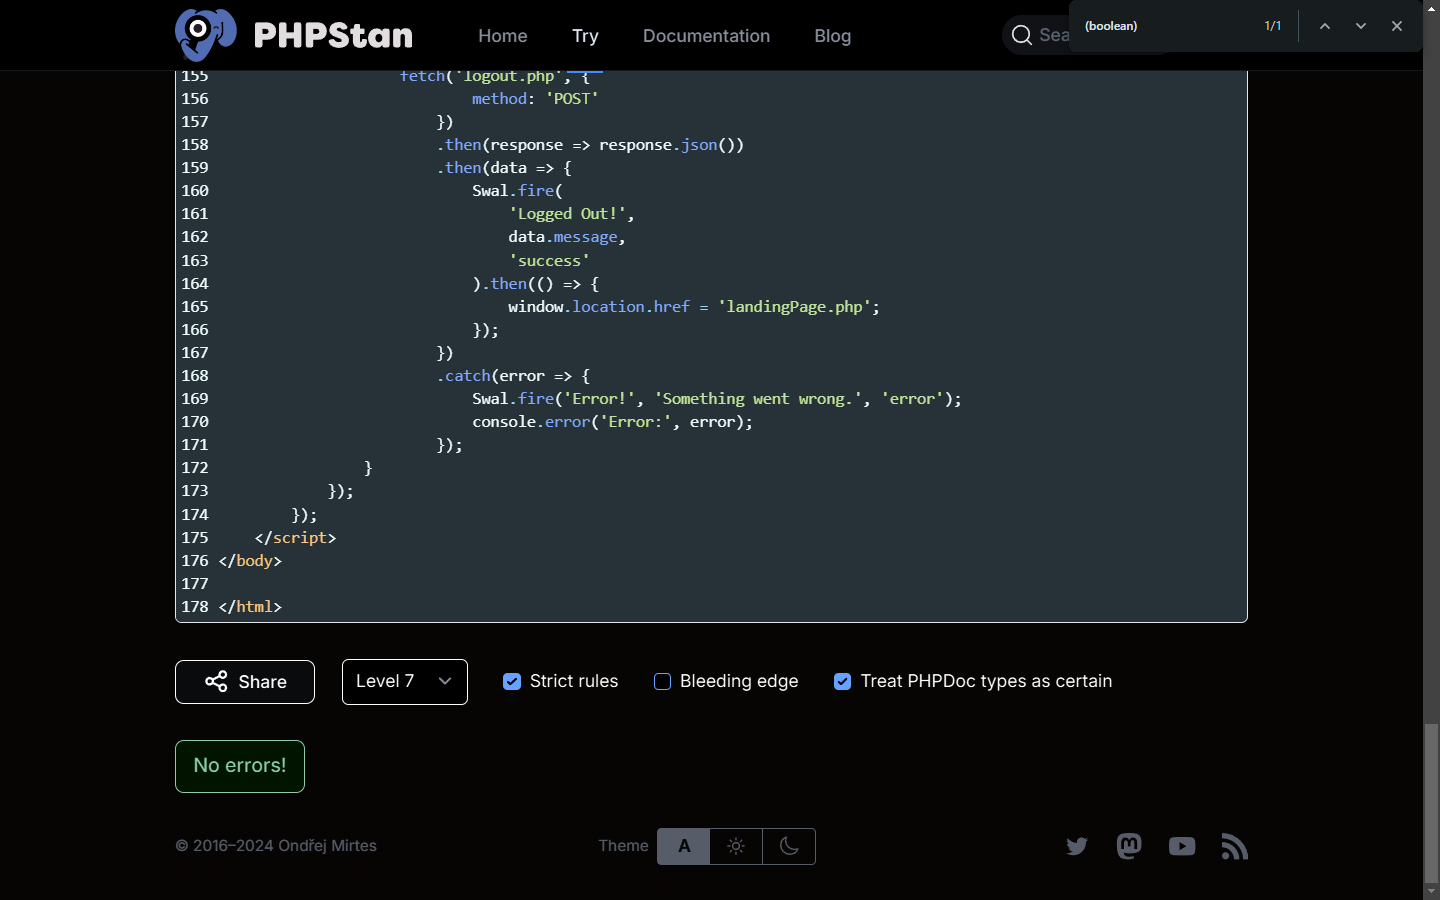 PHPStan
Home
Try
Documentation
Blog
Sea
(boolean)
1/1
155 fetch('logout.php', {
156 method: 'POST'
157 })
158 .then(response => response.json())
159 .then(data => {
160 Swal.fire(
161 'Logged Out!',
162 data.message,
163 'success'
164 ).then(() => {
165 window.location.href = 'landingPage.php';
166 });
167 })
168 .catch(error => {
169 Swal.fire('Error!', 'Something went wrong.', 'error');
170 console.error('Error:', error);
171 });
172 }
173 });
174 });
175 </script>
176 </body>
177
178 </html>
Share
Level 7
Strict rules
Bleeding edge
Treat PHPDoc types as certain
No errors!
© 2016–2024 Ondřej Mirtes
Theme
A